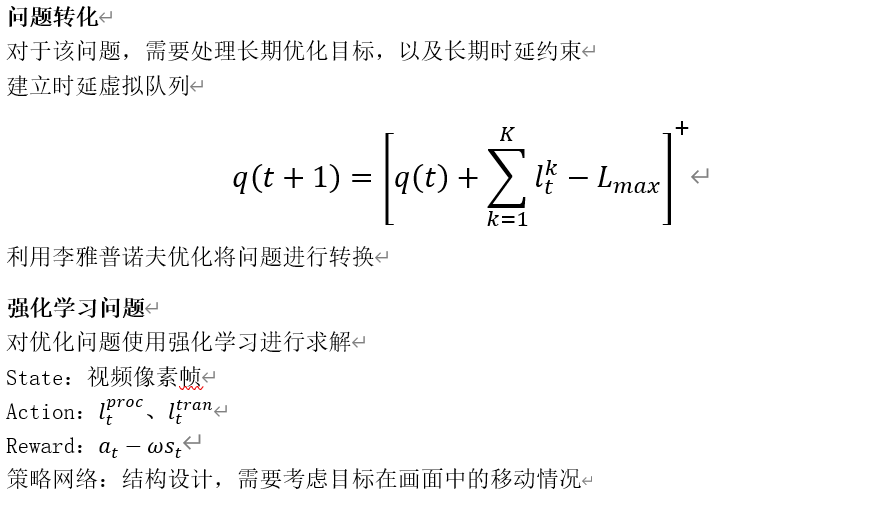 问题转化
对于该问题，需要处理长期优化目标，以及长期时延约束
建立时延虚拟队列
q(t + 1) = [q(t) + ∑_{k=1}^{K} l_t^k − L_{max}]^+
利用李雅普诺夫优化将问题进行转换
强化学习问题
对优化问题使用强化学习进行求解
State：视频像素帧
Action：l_t^{proc}、l_t^{tran}
Reward：a_t − ωs_t
策略网络：结构设计，需要考虑目标在画面中的移动情况